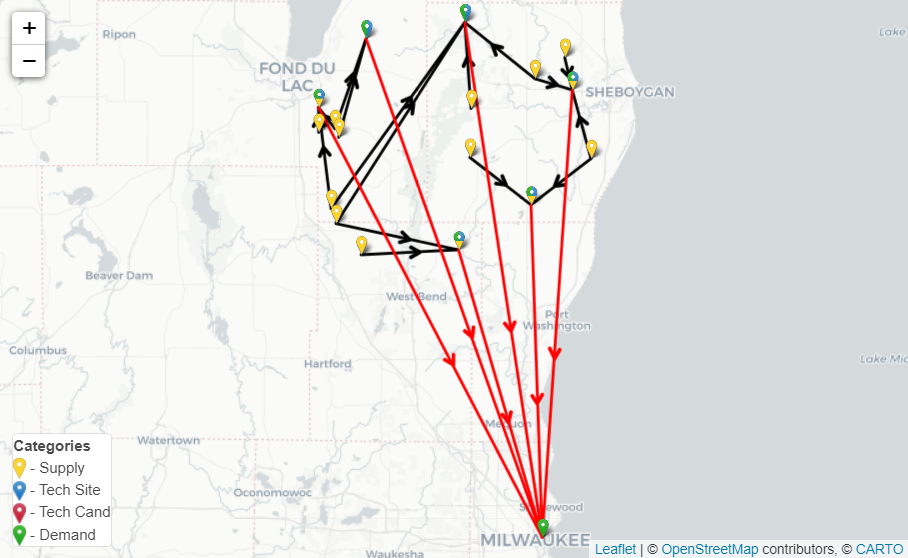 +
−
Ripon
FOND DU
LAC
SHEBOYGAN
Lake
Beaver Dam
West Bend
Port
Washington
Columbus
Hartford
Lake Mic
Mequon
Watertown
Oconomowoc
MILWAUKEE
Waukesha
Categories
- Supply
- Tech Site
- Tech Cand
- Demand
Leaflet | © OpenStreetMap contributors, © CARTO